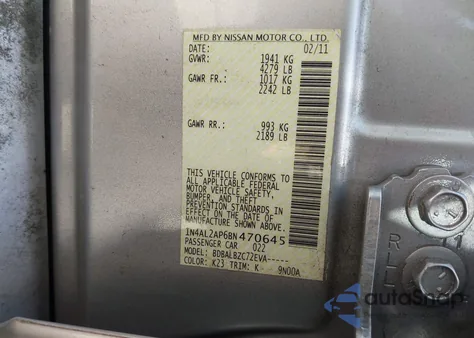 MFD BY NISSAN MOTOR CO., LTD.
DATE: 02/11
GVWR: 1941 KG
4279 LB
GAWR FR.: 1017 KG
2242 LB
GAWR RR.: 993 KG
2189 LB
THIS VEHICLE CONFORMS TO
ALL APPLICABLE FEDERAL
MOTOR VEHICLE SAFETY,
BUMPER, AND THEFT
PREVENTION STANDARDS IN
EFFECT ON THE DATE OF
MANUFACTURE SHOWN ABOVE.
1N4AL2AP6BN470645
PASSENGER CAR 022
MODEL: BDBALBZC72EVA-----
COLOR: K23 TRIM: K 9N00A
autoSnap